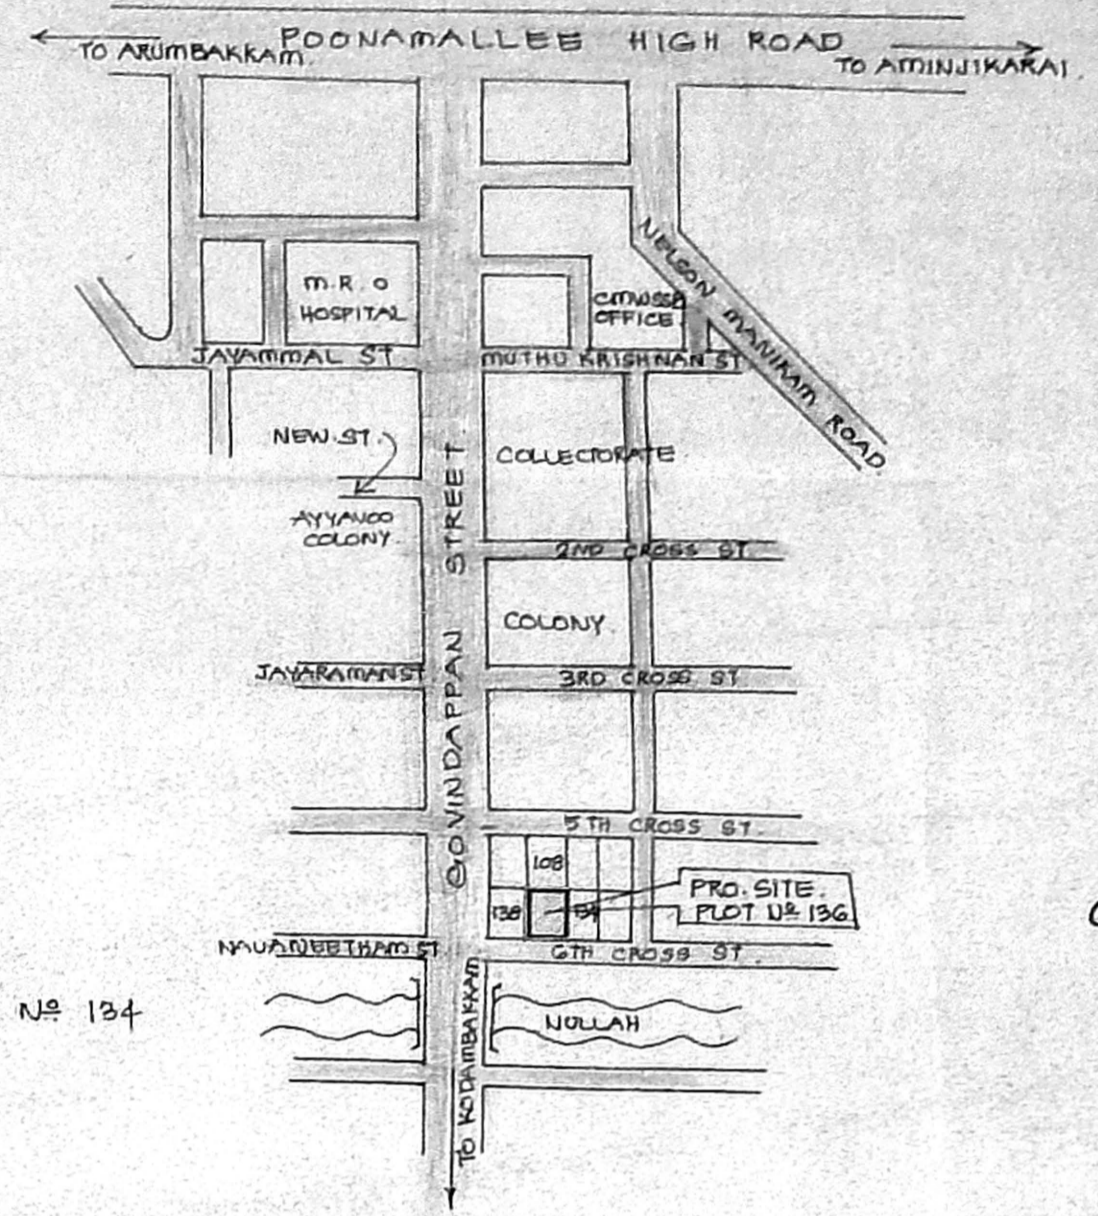 POONAMALLEE HIGH ROAD
TO ARUMBAKKAM.
TO AMINJIKARAI.
NELSON MANIKAM ROAD
M.R.O
HOSPITAL
CMWSSB
OFFICE
JAYAMMAL ST
MUTHU KRISHNAN ST
NEW ST.
COLLECTORATE
AYYAVOO
COLONY.
GOVINDAPPAN STREET.
2ND CROSS ST.
COLONY.
JAYARAMAN ST
3RD CROSS ST
5TH CROSS ST.
108
PRO. SITE.
138
PLOT Nº 136
NAVANEETHAM ST
6TH CROSS ST.
Nº 134
NULLAH
TO KODAMBAKKAM